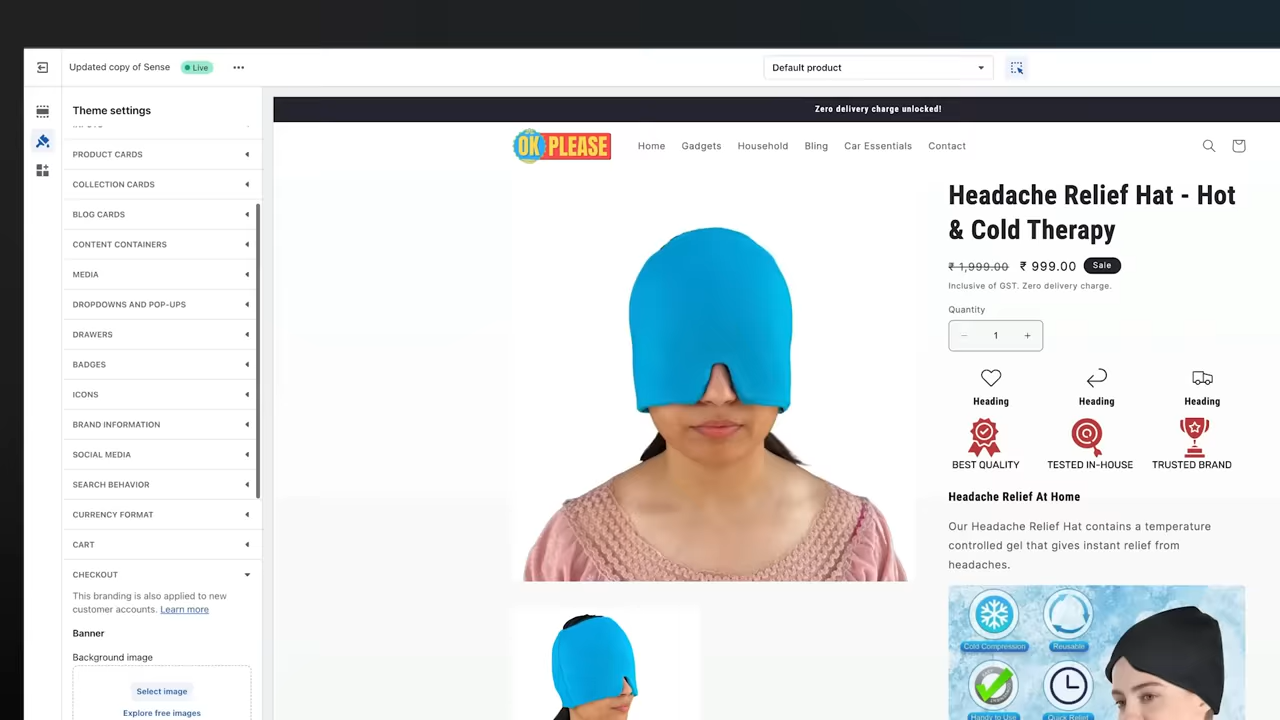 Updated copy of Sense
Live
Default product
Theme settings
PRODUCT CARDS
COLLECTION CARDS
BLOG CARDS
CONTENT CONTAINERS
MEDIA
DROPDOWNS AND POP-UPS
DRAWERS
BADGES
ICONS
BRAND INFORMATION
SOCIAL MEDIA
SEARCH BEHAVIOR
CURRENCY FORMAT
CART
CHECKOUT
This branding is also applied to new
customer accounts. Learn more
Banner
Background image
Select image
Explore free images
Zero delivery charge unlocked!
OK PLEASE
Home Gadgets Household Bling Car Essentials Contact
Headache Relief Hat - Hot
& Cold Therapy
₹ 1,999.00 ₹ 999.00 Sale
Inclusive of GST. Zero delivery charge.
Quantity
− 1 +
Heading Heading Heading
BEST QUALITY TESTED IN-HOUSE TRUSTED BRAND
Headache Relief At Home
Our Headache Relief Hat contains a temperature
controlled gel that gives instant relief from
headaches.
Cold Compression Reusable
Handy to Use Quick Relief